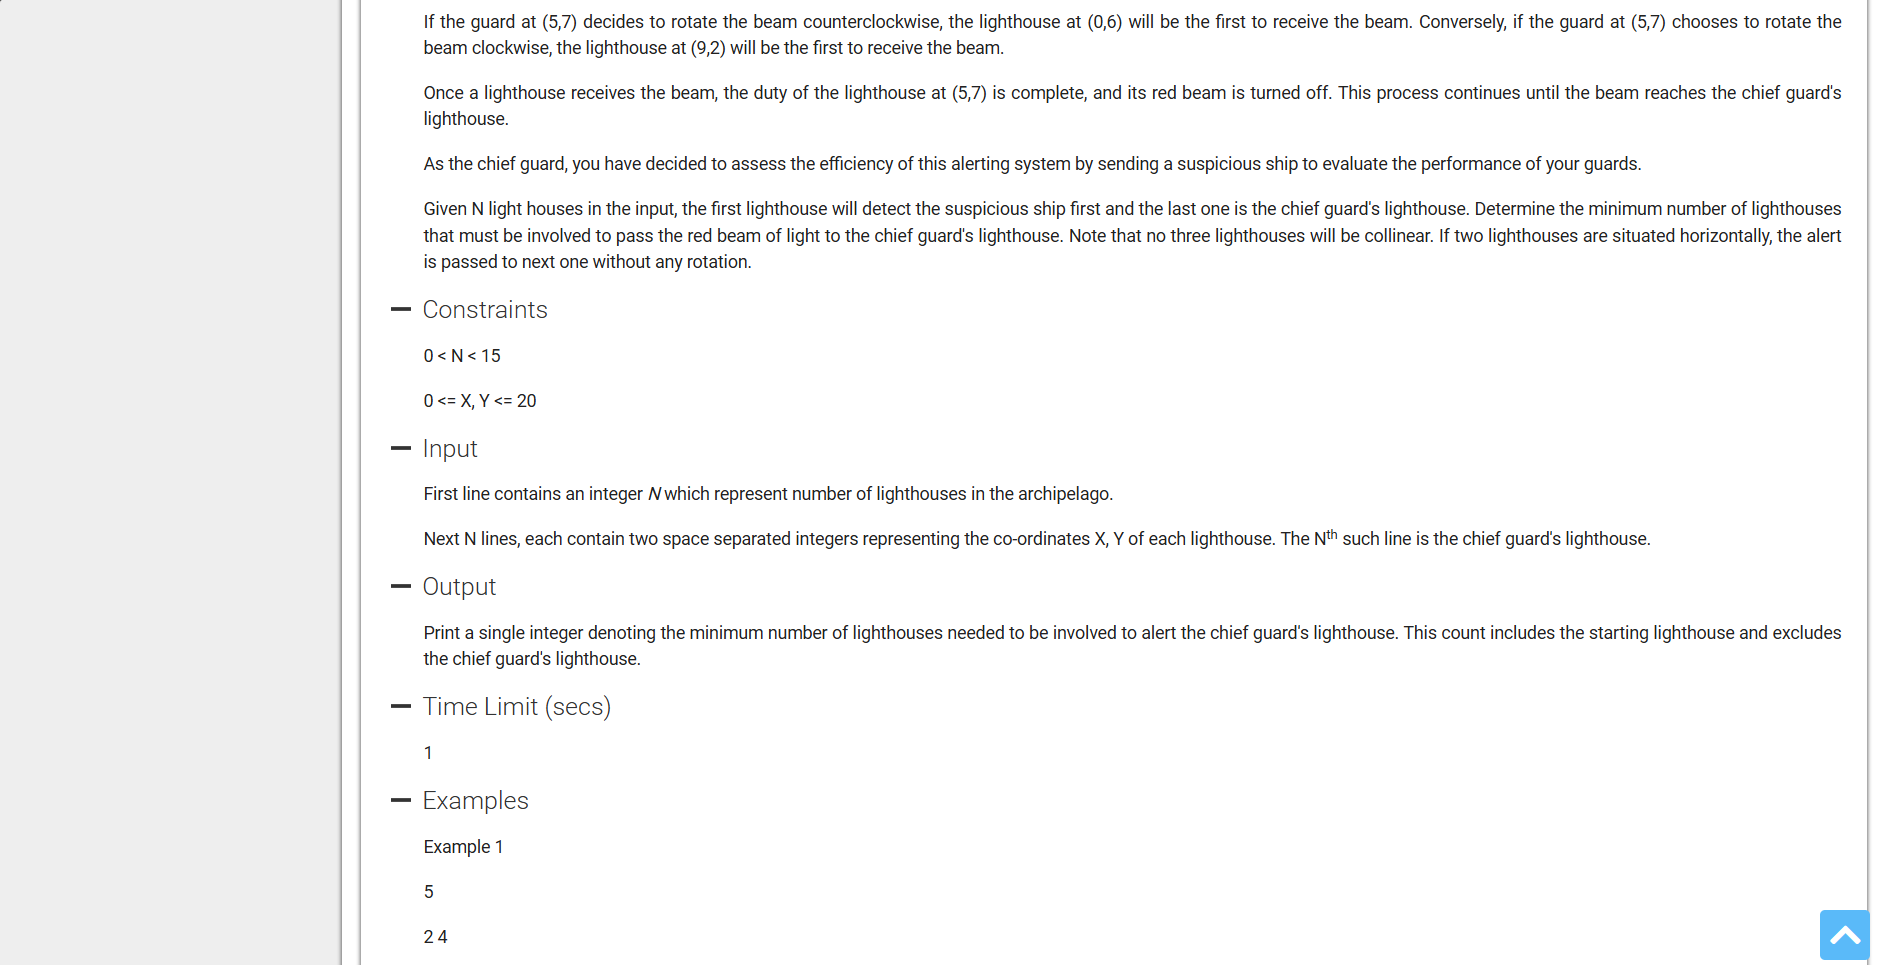 If the guard at (5,7) decides to rotate the beam counterclockwise, the lighthouse at (0,6) will be the first to receive the beam. Conversely, if the guard at (5,7) chooses to rotate the
beam clockwise, the lighthouse at (9,2) will be the first to receive the beam.
Once a lighthouse receives the beam, the duty of the lighthouse at (5,7) is complete, and its red beam is turned off. This process continues until the beam reaches the chief guard's
lighthouse.
As the chief guard, you have decided to assess the efficiency of this alerting system by sending a suspicious ship to evaluate the performance of your guards.
Given N light houses in the input, the first lighthouse will detect the suspicious ship first and the last one is the chief guard's lighthouse. Determine the minimum number of lighthouses
that must be involved to pass the red beam of light to the chief guard's lighthouse. Note that no three lighthouses will be collinear. If two lighthouses are situated horizontally, the alert
is passed to next one without any rotation.
Constraints
0 < N < 15
0 <= X, Y <= 20
Input
First line contains an integer N which represent number of lighthouses in the archipelago.
Next N lines, each contain two space separated integers representing the co-ordinates X, Y of each lighthouse. The Nth such line is the chief guard's lighthouse.
Output
Print a single integer denoting the minimum number of lighthouses needed to be involved to alert the chief guard's lighthouse. This count includes the starting lighthouse and excludes
the chief guard's lighthouse.
Time Limit (secs)
1
Examples
Example 1
5
2 4